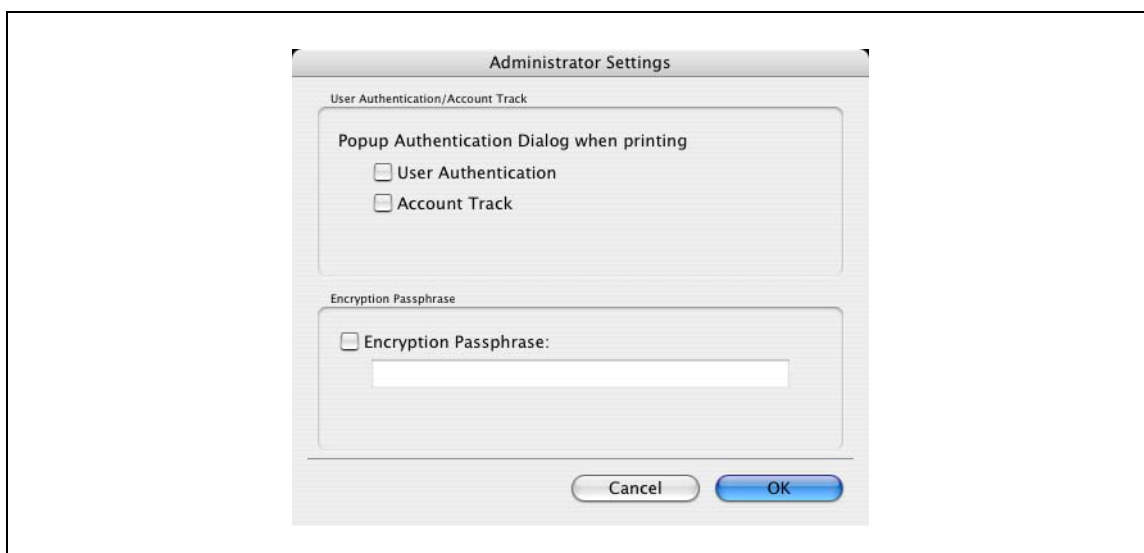 Administrator Settings
User Authentication/Account Track
Popup Authentication Dialog when printing
User Authentication
Account Track
Encryption Passphrase
Encryption Passphrase:
Cancel
OK